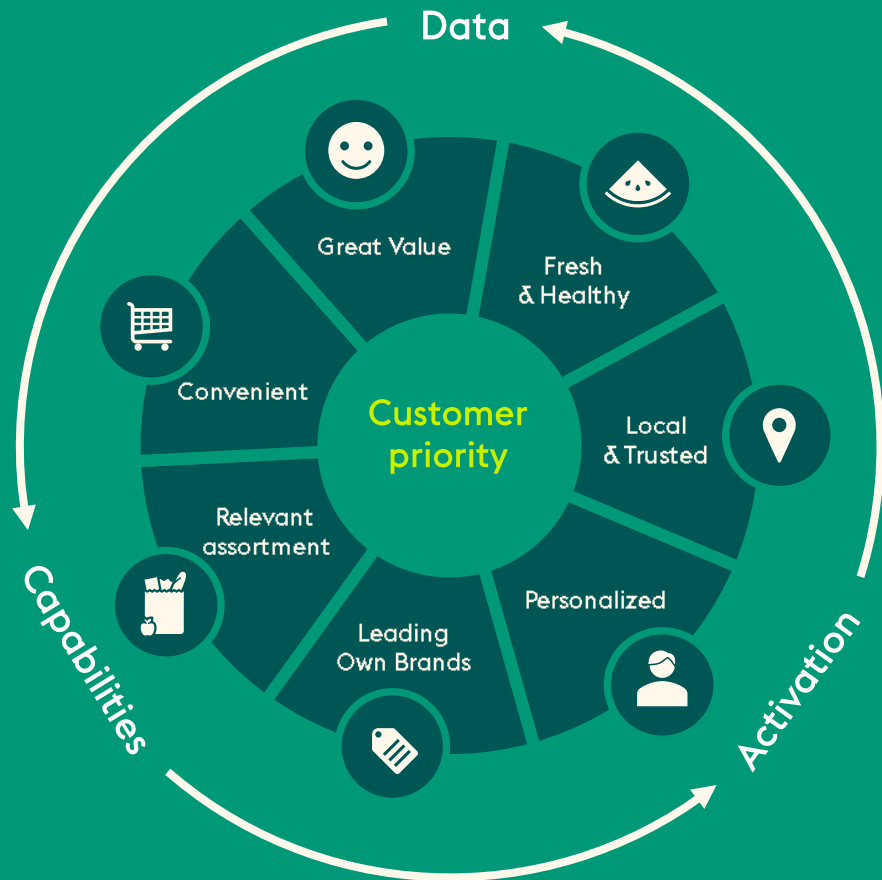 Data
Great Value
Fresh
& Healthy
Convenient
Customer
priority
Local
& Trusted
Relevant
assortment
Personalized
Leading
Own Brands
Capabilities
Activation